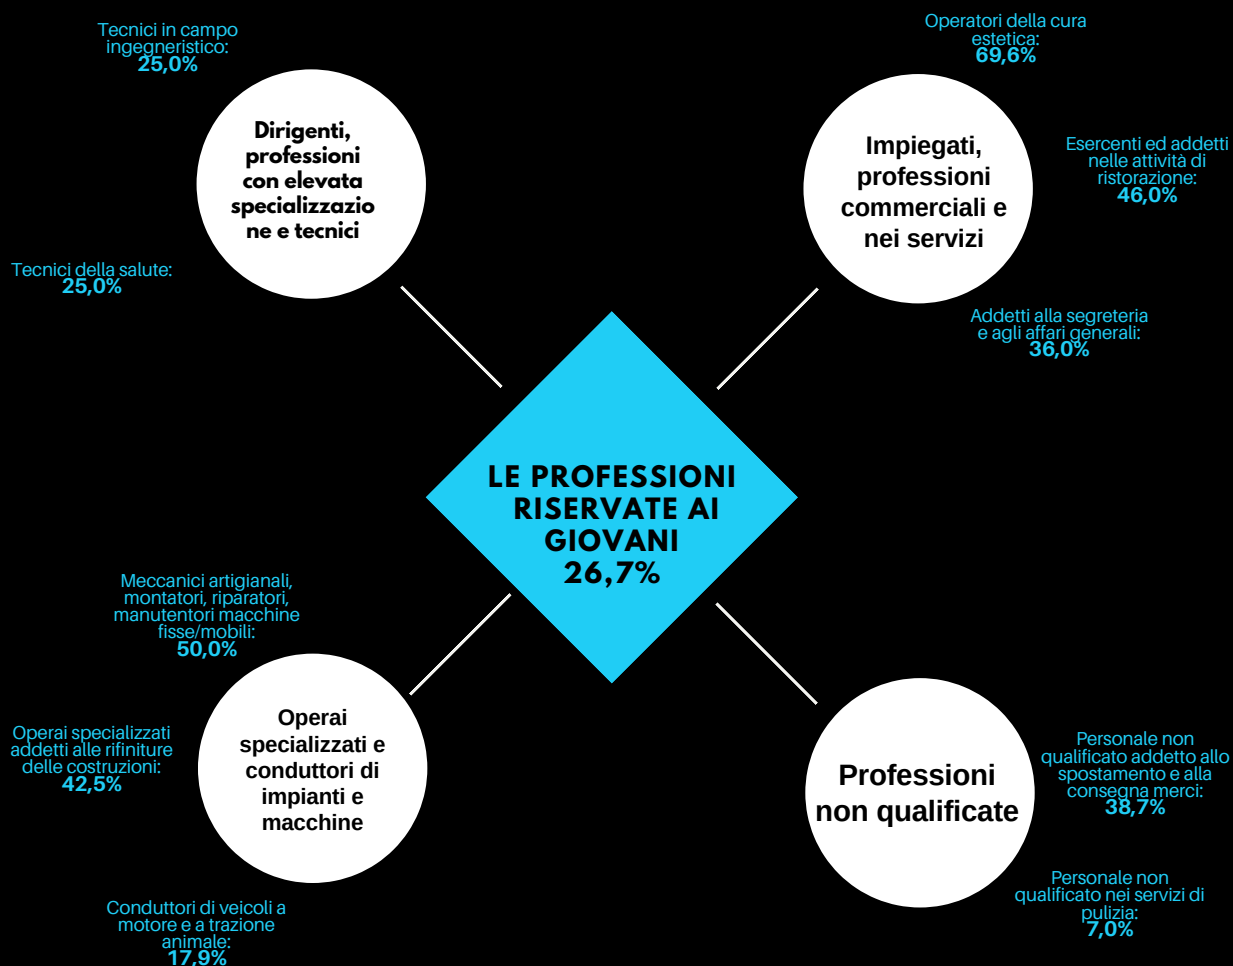 Tecnici in campo
ingegneristico:
25,0%
Dirigenti,
professioni
con elevata
specializzazio
ne e tecnici
Tecnici della salute:
25,0%
Operatori della cura
estetica:
69,6%
Impiegati,
professioni
commerciali e
nei servizi
Esercenti ed addetti
nelle attività di
ristorazione:
46,0%
Addetti alla segreteria
e agli affari generali:
36,0%
LE PROFESSIONI
RISERVATE AI
GIOVANI
26,7%
Meccanici artigianali,
montatori, riparatori,
manutentori macchine
fisse/mobili:
50,0%
Operai
specializzati e
conduttori di
impianti e
macchine
Operai specializzati
addetti alle rifiniture
delle costruzioni:
42,5%
Conduttori di veicoli a
motore e a trazione
animale:
17,9%
Professioni
non qualificate
Personale non
qualificato addetto allo
spostamento e alla
consegna merci:
38,7%
Personale non
qualificato nei servizi di
pulizia:
7,0%